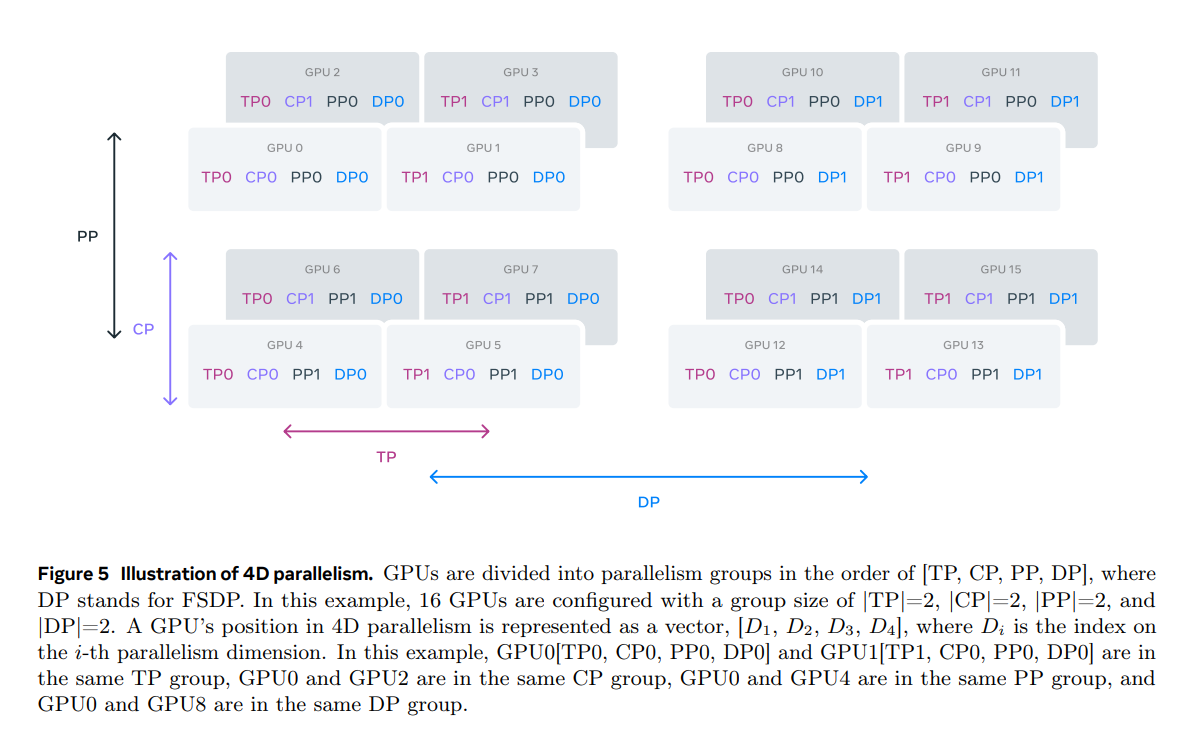 GPU 2
GPU 3
GPU 10
GPU 11
TP0 CP1 PP0 DP0
TP1 CP1 PP0 DP0
TP0 CP1 PP0 DP1
TP1 CP1 PP0 DP1
GPU 0
GPU 1
GPU 8
GPU 9
TP0 CP0 PP0 DP0
TP1 CP0 PP0 DP0
TP0 CP0 PP0 DP1
TP1 CP0 PP0 DP1
PP
GPU 6
GPU 7
GPU 14
GPU 15
TP0 CP1 PP1 DP0
TP1 CP1 PP1 DP0
TP0 CP1 PP1 DP1
TP1 CP1 PP1 DP1
CP
GPU 4
GPU 5
GPU 12
GPU 13
TP0 CP0 PP1 DP0
TP1 CP0 PP1 DP0
TP0 CP0 PP1 DP1
TP1 CP0 PP1 DP1
TP
DP
Figure 5 Illustration of 4D parallelism. GPUs are divided into parallelism groups in the order of [TP, CP, PP, DP], where
DP stands for FSDP. In this example, 16 GPUs are configured with a group size of |TP|=2, |CP|=2, |PP|=2, and
|DP|=2. A GPU's position in 4D parallelism is represented as a vector, [D₁, D₂, D₃, D₄], where Dᵢ is the index on
the i-th parallelism dimension. In this example, GPU0[TP0, CP0, PP0, DP0] and GPU1[TP1, CP0, PP0, DP0] are in
the same TP group, GPU0 and GPU2 are in the same CP group, GPU0 and GPU4 are in the same PP group, and
GPU0 and GPU8 are in the same DP group.